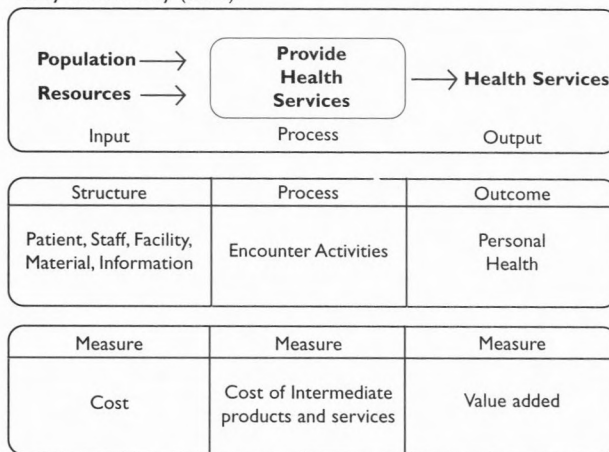 Population
Resources
Provide
Health
Services
Health Services
Input
Process
Output
Structure
Process
Outcome
Patient, Staff, Facility,
Material, Information
Encounter Activities
Personal
Health
Measure
Measure
Measure
Cost
Cost of Intermediate
products and services
Value added